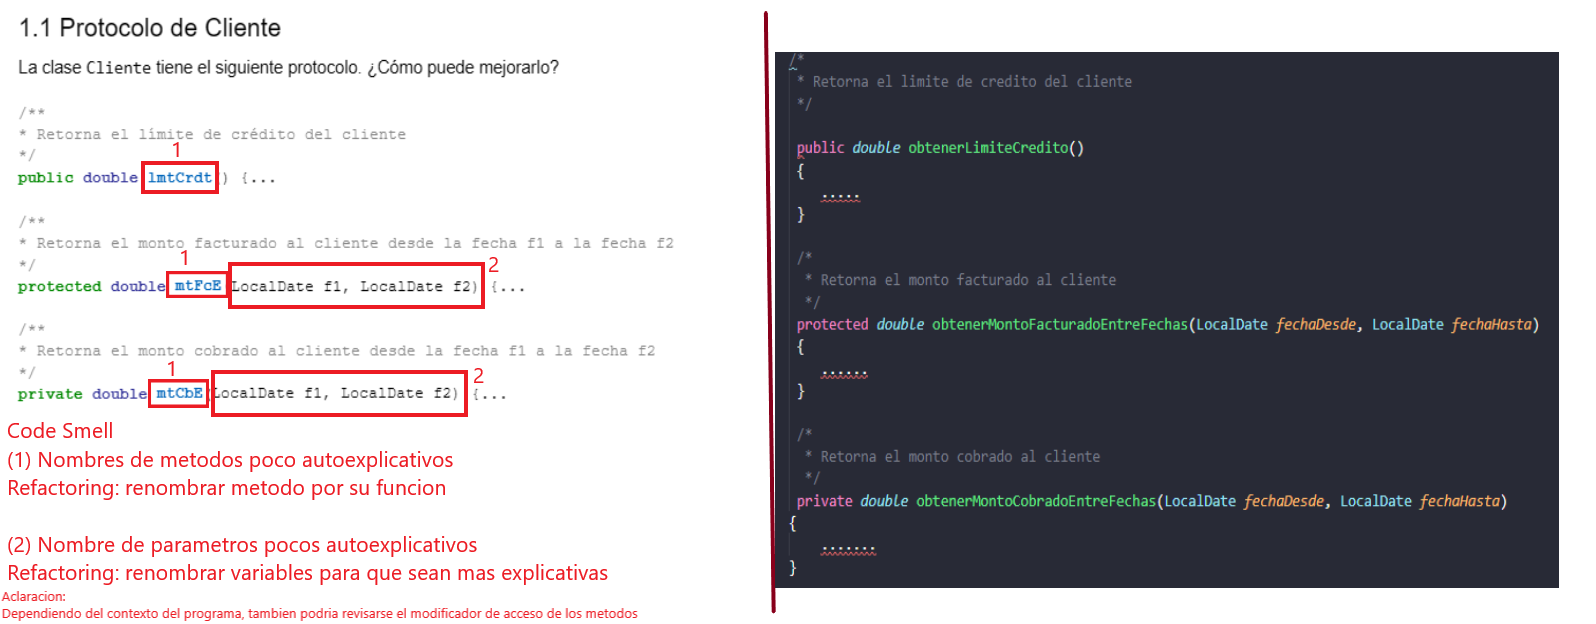 1.1 Protocolo de Cliente
La clase Cliente tiene el siguiente protocolo. ¿Cómo puede mejorarlo?
/**
* Retorna el límite de crédito del cliente
*/
1
public double lmtCrdt() {...
/**
* Retorna el monto facturado al cliente desde la fecha f1 a la fecha f2
*/
1
2
protected double mtFcE(LocalDate f1, LocalDate f2) {...
/**
* Retorna el monto cobrado al cliente desde la fecha f1 a la fecha f2
*/
1
2
private double mtCbE(LocalDate f1, LocalDate f2) {...
Code Smell
(1) Nombres de metodos poco autoexplicativos
Refactoring: renombrar metodo por su funcion
(2) Nombre de parametros pocos autoexplicativos
Refactoring: renombrar variables para que sean mas explicativas
Aclaracion:
Dependiendo del contexto del programa, tambien podria revisarse el modificador de acceso de los metodos
/*
* Retorna el limite de credito del cliente
*/
public double obtenerLimiteCredito()
{
.....
}
/*
* Retorna el monto facturado al cliente
*/
protected double obtenerMontoFacturadoEntreFechas(LocalDate fechaDesde, LocalDate fechaHasta)
{
......
}
/*
* Retorna el monto cobrado al cliente
*/
private double obtenerMontoCobradoEntreFechas(LocalDate fechaDesde, LocalDate fechaHasta)
{
.......
}